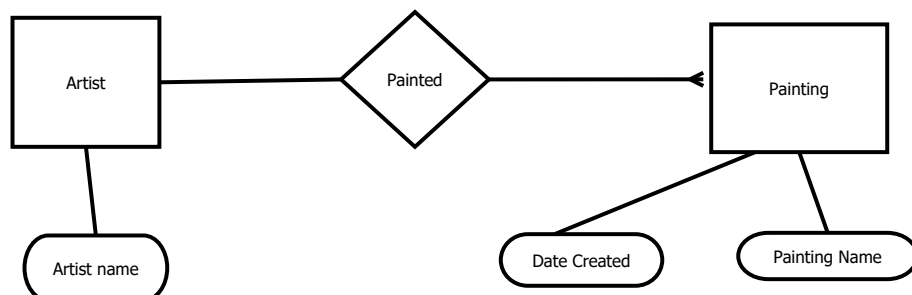 Artist
Painted
Painting
Artist name
Date Created
Painting Name